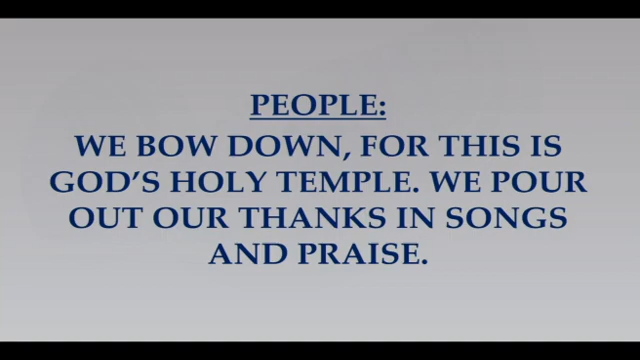 PEOPLE:
WE BOW DOWN, FOR THIS IS
GOD’S HOLY TEMPLE. WE POUR
OUT OUR THANKS IN SONGS
AND PRAISE.